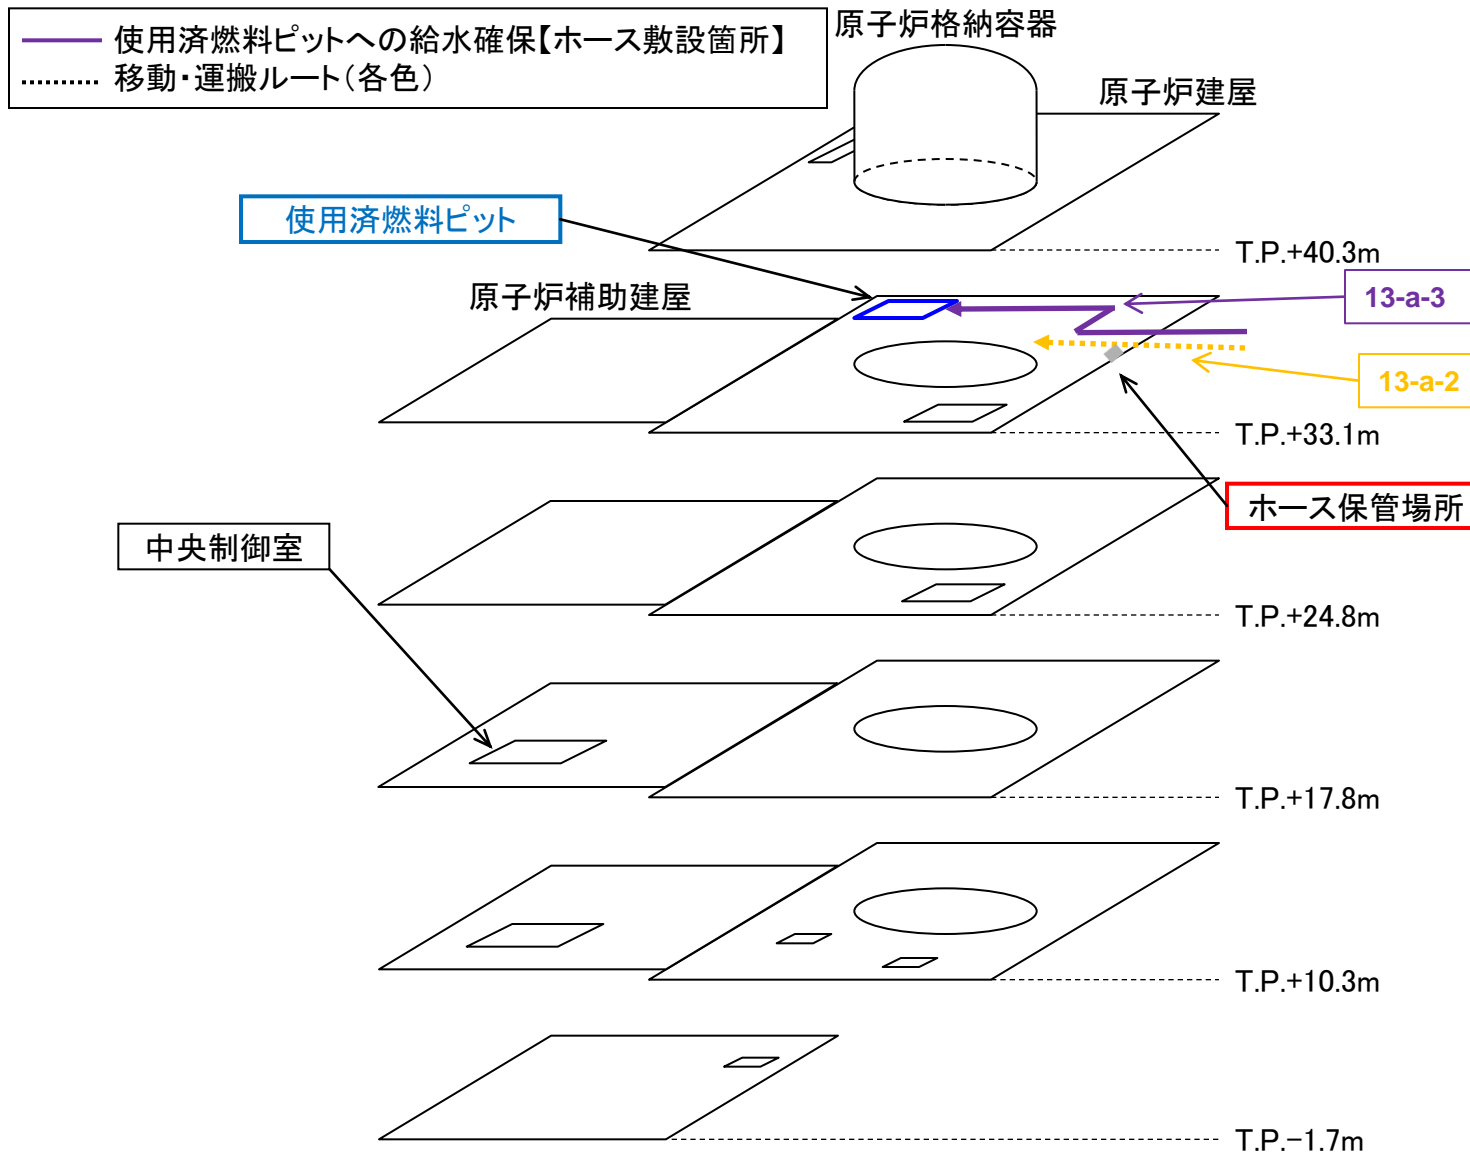 使用済燃料ピットへの給水確保【ホース敷設箇所】
移動・運搬ルート(各色)
原子炉格納容器
原子炉建屋
使用済燃料ピット
T.P.+40.3m
原子炉補助建屋
13-a-3
13-a-2
T.P.+33.1m
ホース保管場所
中央制御室
T.P.+24.8m
T.P.+17.8m
T.P.+10.3m
T.P.-1.7m